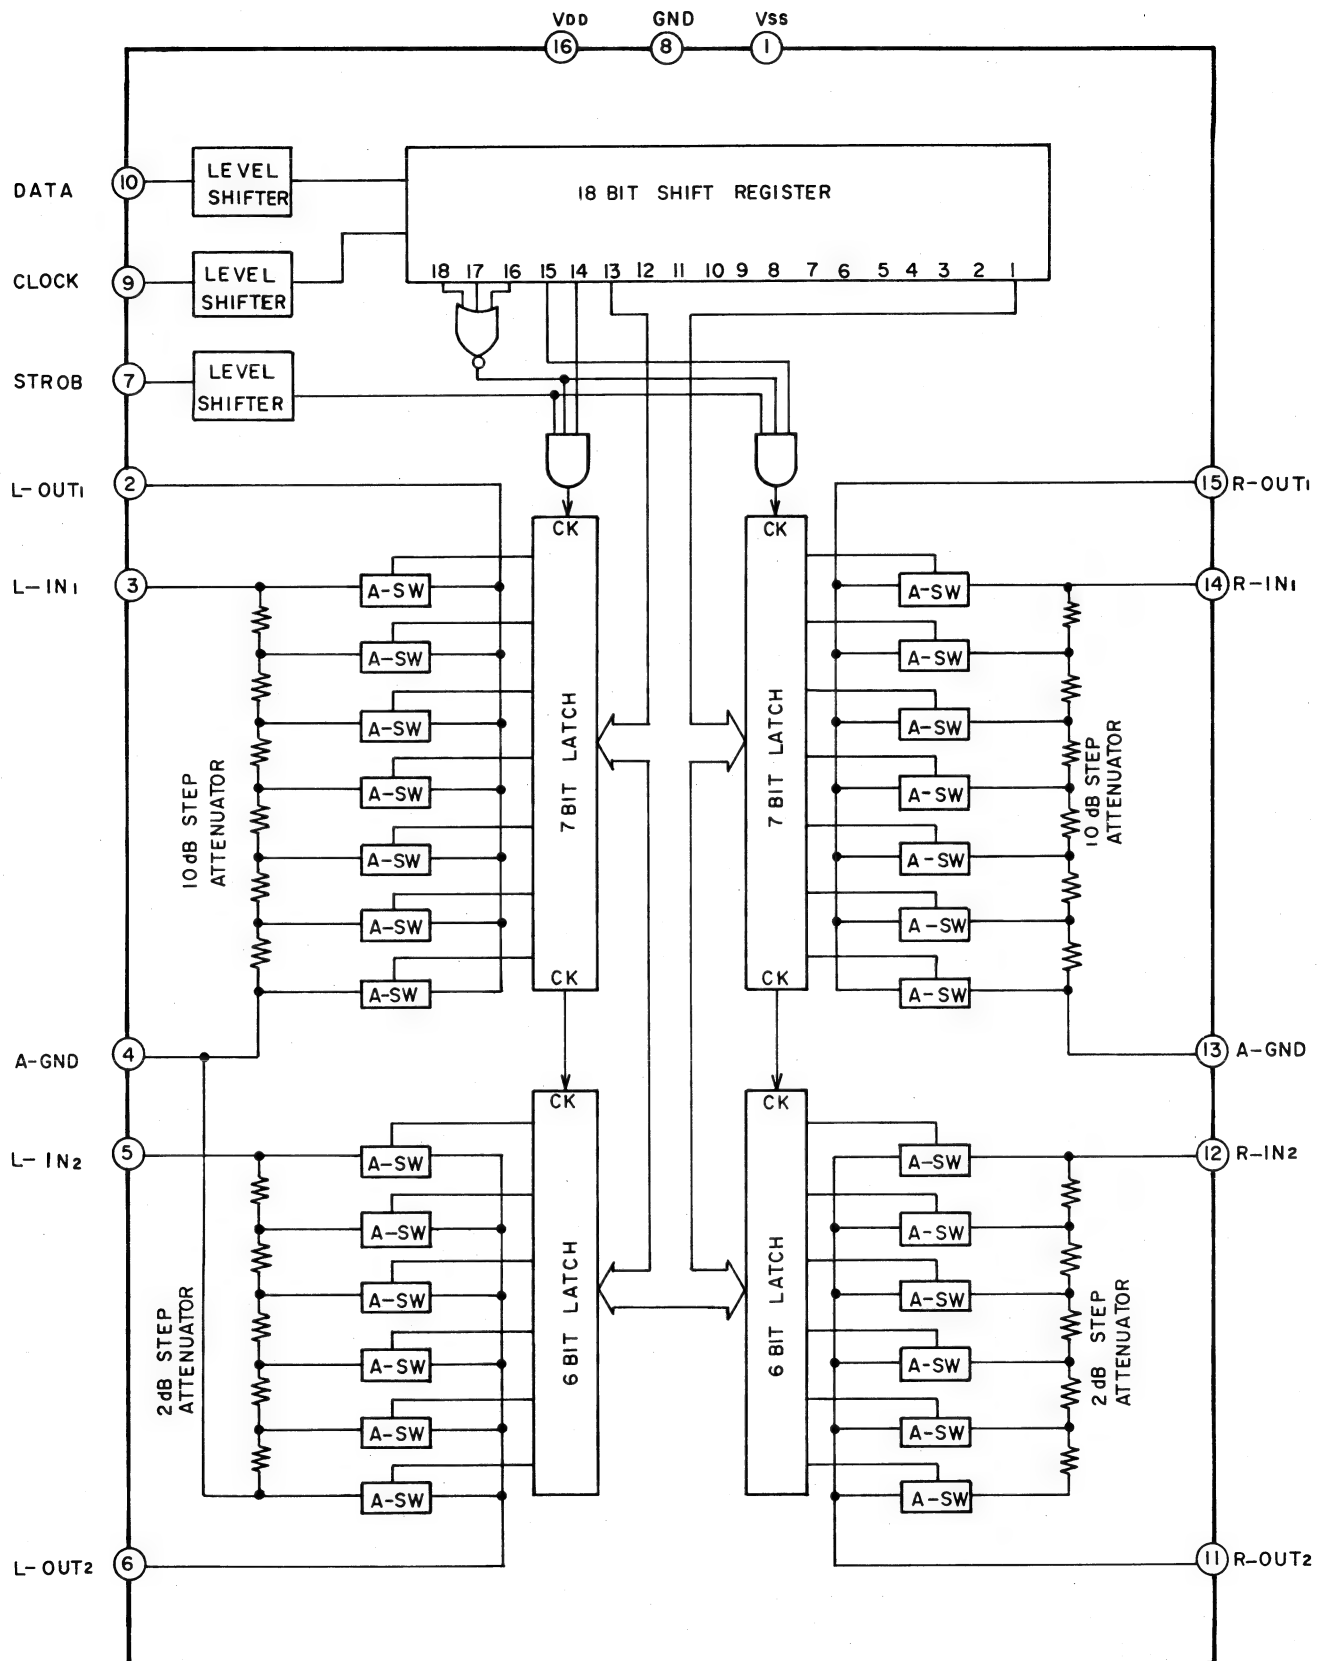 VDD GND VSS
16 8 1
DATA 10 LEVEL SHIFTER
18 BIT SHIFT REGISTER
CLOCK 9 LEVEL SHIFTER
18 17 16 15 14 13 12 11 10 9 8 7 6 5 4 3 2 1
STROB 7 LEVEL SHIFTER
L-OUT1 2
15 R-OUT1
CK
CK
L-IN1 3
A-SW
A-SW
14 R-IN1
A-SW
A-SW
A-SW
A-SW
A-SW
A-SW
A-SW
A-SW
A-SW
A-SW
A-SW
A-SW
10dB STEP
ATTENUATOR
7 BIT LATCH
7 BIT LATCH
10dB STEP
ATTENUATOR
CK
CK
A-GND 4
13 A-GND
CK
CK
L-IN2 5
A-SW
A-SW
12 R-IN2
A-SW
A-SW
A-SW
A-SW
A-SW
A-SW
A-SW
A-SW
A-SW
A-SW
2dB STEP
ATTENUATOR
6 BIT LATCH
6 BIT LATCH
2dB STEP
ATTENUATOR
L-OUT2 6
11 R-OUT2